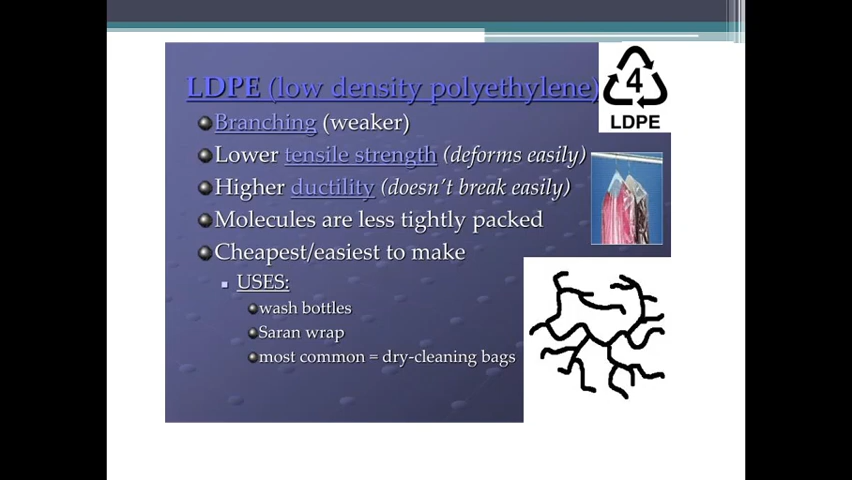 LDPE (low density polyethylene)
Branching (weaker)
Lower tensile strength (deforms easily)
Higher ductility (doesn't break easily)
Molecules are less tightly packed
Cheapest/easiest to make
USES:
wash bottles
Saran wrap
most common = dry-cleaning bags
4
LDPE